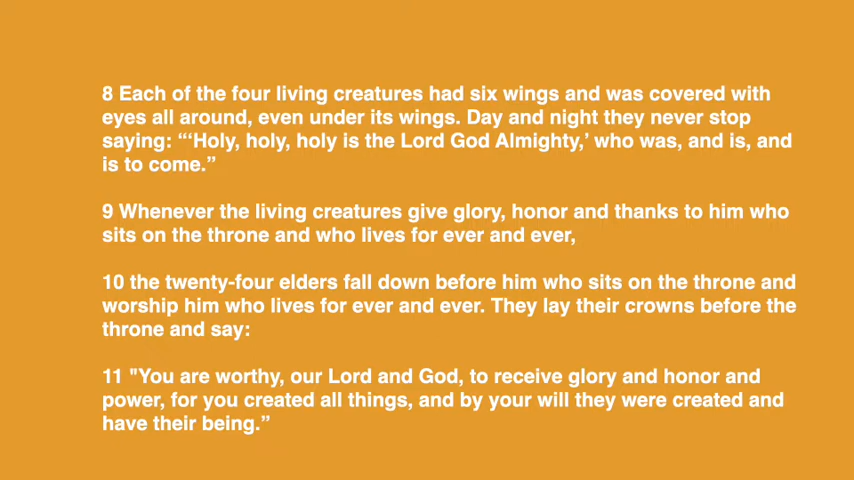 8 Each of the four living creatures had six wings and was covered with
eyes all around, even under its wings. Day and night they never stop
saying: “‘Holy, holy, holy is the Lord God Almighty,’ who was, and is, and
is to come.”
9 Whenever the living creatures give glory, honor and thanks to him who
sits on the throne and who lives for ever and ever,
10 the twenty-four elders fall down before him who sits on the throne and
worship him who lives for ever and ever. They lay their crowns before the
throne and say:
11 "You are worthy, our Lord and God, to receive glory and honor and
power, for you created all things, and by your will they were created and
have their being.”